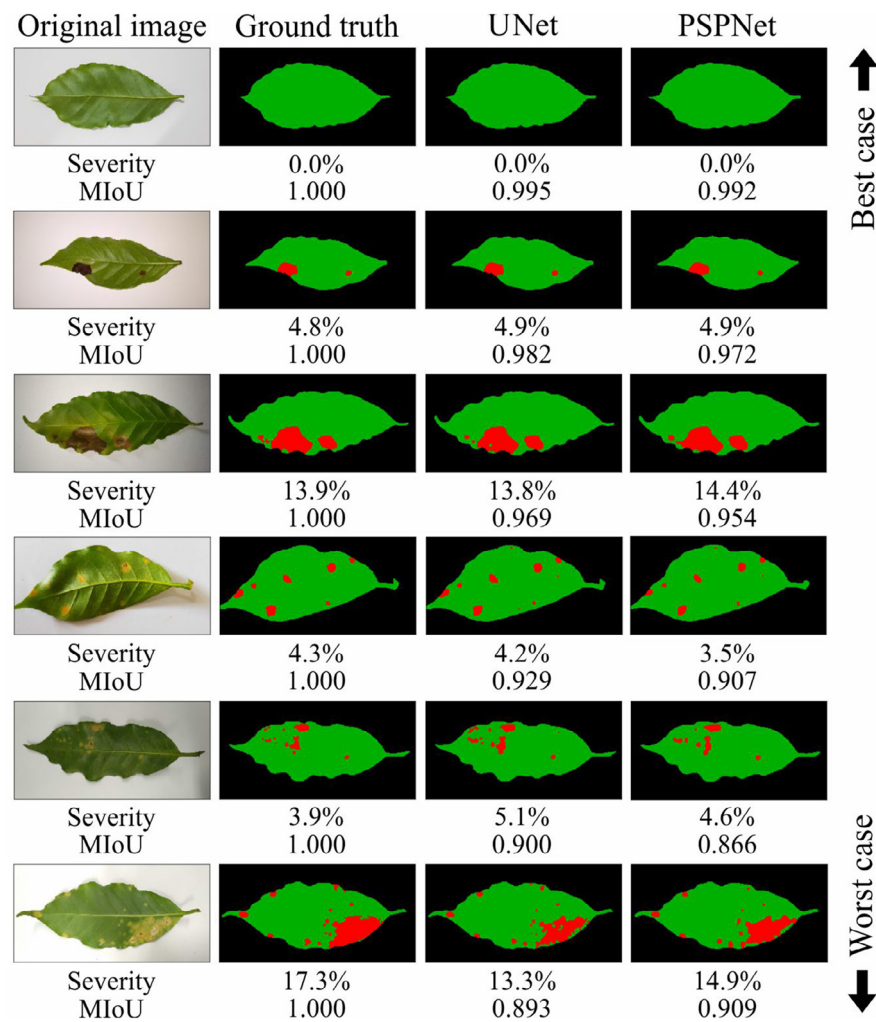 Original image Ground truth UNet PSPNet
Best case
Severity 0.0% 0.0% 0.0%
MIoU 1.000 0.995 0.992
Severity 4.8% 4.9% 4.9%
MIoU 1.000 0.982 0.972
Severity 13.9% 13.8% 14.4%
MIoU 1.000 0.969 0.954
Severity 4.3% 4.2% 3.5%
MIoU 1.000 0.929 0.907
Severity 3.9% 5.1% 4.6%
MIoU 1.000 0.900 0.866
Worst case
Severity 17.3% 13.3% 14.9%
MIoU 1.000 0.893 0.909